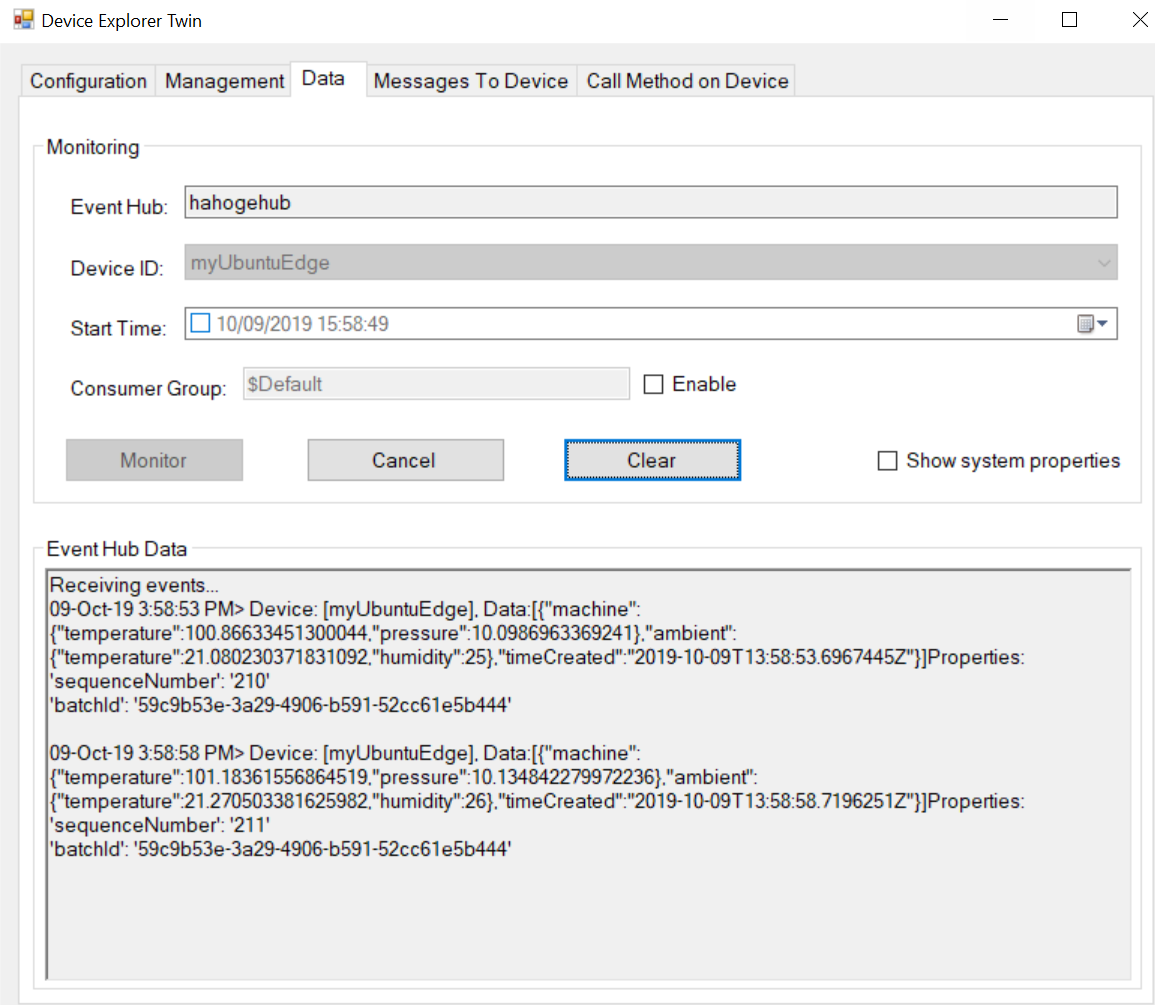 Device Explorer Twin
Configuration Management Data Messages To Device Call Method on Device
Monitoring
Event Hub: hahogehub
Device ID: myUbuntuEdge
Start Time: 10/09/2019 15:58:49
Consumer Group: $Default Enable
Monitor Cancel Clear Show system properties
Event Hub Data
Receiving events...
09-Oct-19 3:58:53 PM> Device: [myUbuntuEdge], Data:[{"machine":
{"temperature":100.86633451300044,"pressure":10.0986963369241},"ambient":
{"temperature":21.080230371831092,"humidity":25},"timeCreated":"2019-10-09T13:58:53.6967445Z"}]Properties:
'sequenceNumber': '210'
'batchId': '59c9b53e-3a29-4906-b591-52cc61e5b444'
09-Oct-19 3:58:58 PM> Device: [myUbuntuEdge], Data:[{"machine":
{"temperature":101.18361556864519,"pressure":10.134842279972236},"ambient":
{"temperature":21.270503381625982,"humidity":26},"timeCreated":"2019-10-09T13:58:58.7196251Z"}]Properties:
'sequenceNumber': '211'
'batchId': '59c9b53e-3a29-4906-b591-52cc61e5b444'